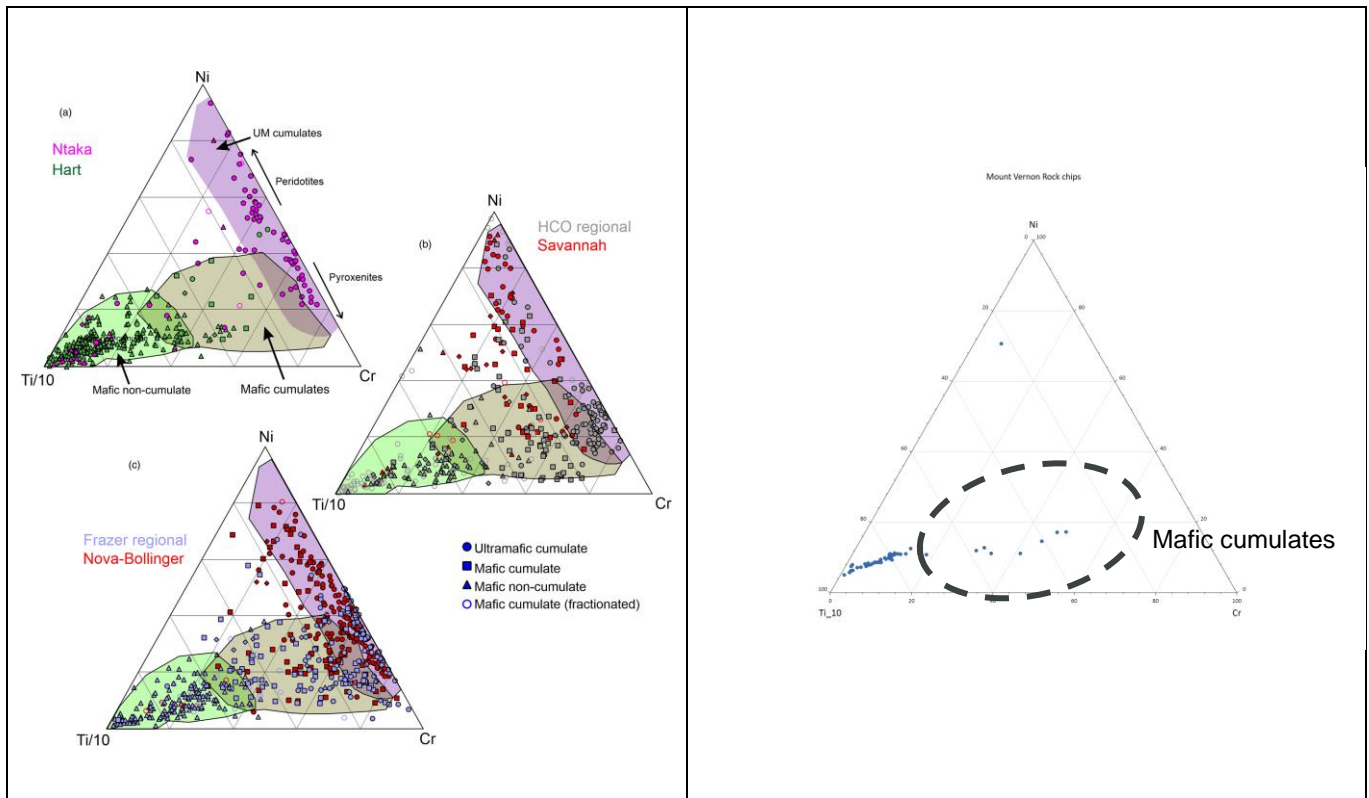 Ni
(a)
UM cumulates
Ntaka
Hart
Peridotites
Pyroxenites
Ti/10
Mafic non-cumulate
Mafic cumulates
Cr
Ni
(b)
HCO regional
Savannah
Ti/10
Cr
Ni
(c)
Frazer regional
Nova-Bollinger
Ti/10
Cr
Ultramafic cumulate
Mafic cumulate
Mafic non-cumulate
Mafic cumulate (fractionated)
Mount Vernon Rock chips
Ni
0 100
20 80
40 60
60 40
80 20
Mafic cumulates
100 0
0 20 40 60 80 100
Ti_10 Cr